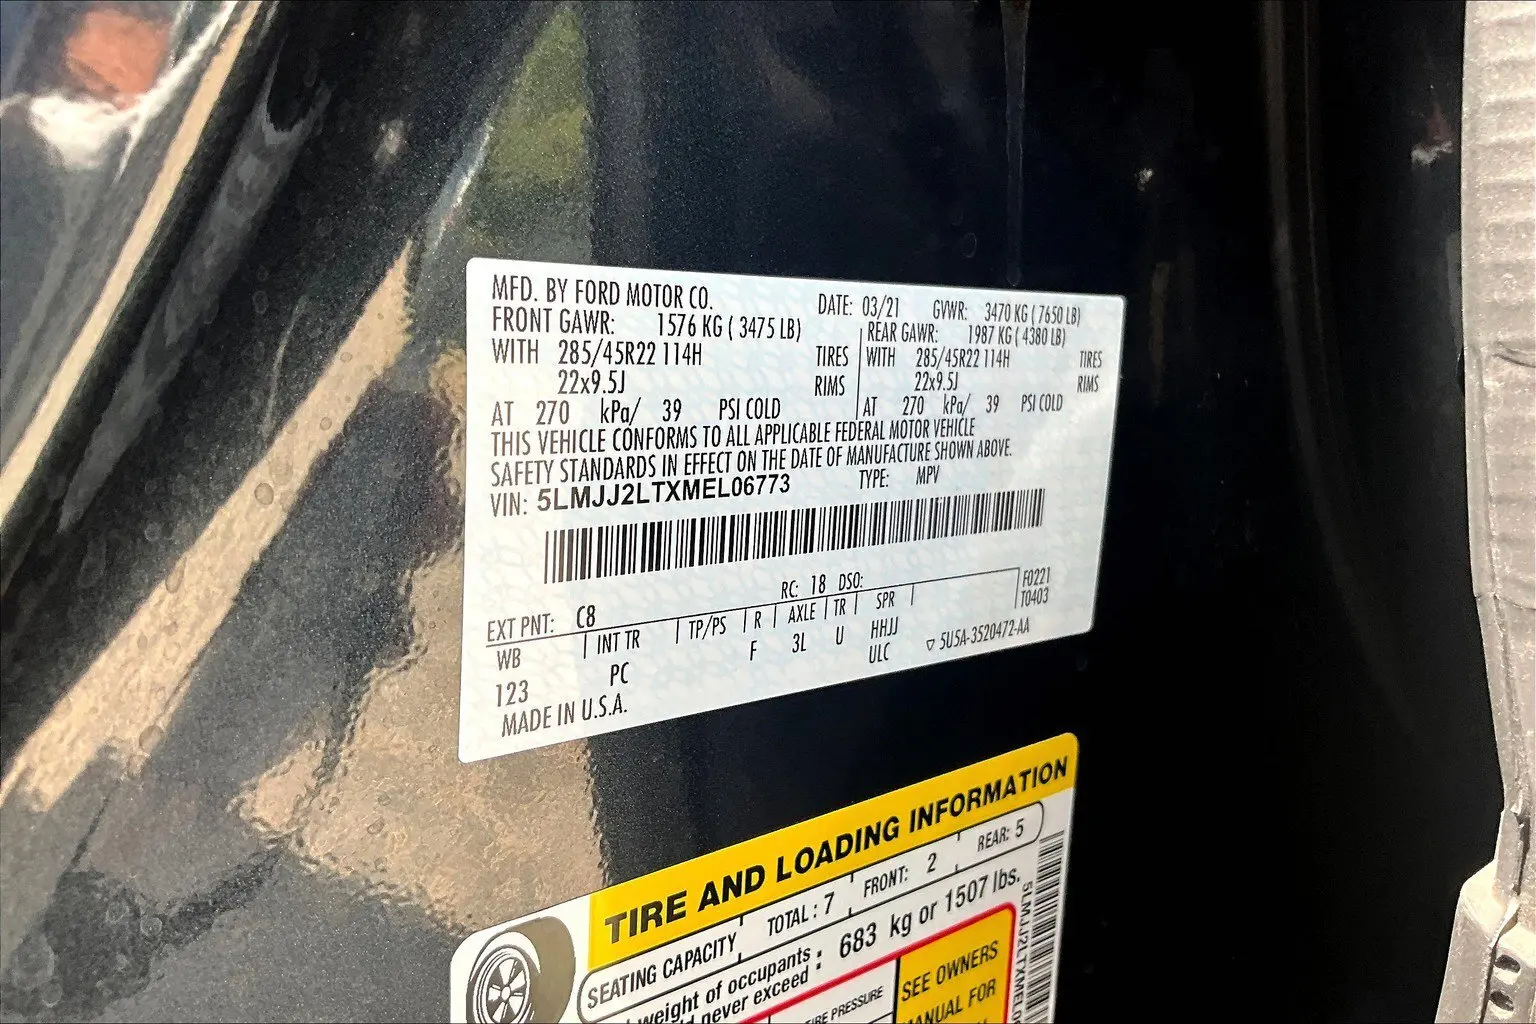 MFD. BY FORD MOTOR CO. DATE: 03/21 GVWR: 3470 KG ( 7650 LB)
FRONT GAWR: 1576 KG ( 3475 LB) REAR GAWR: 1987 KG ( 4380 LB)
WITH 285/45R22 114H TIRES WITH 285/45R22 114H TIRES
22x9.5J RIMS 22x9.5J RIMS
AT 270 kPa/ 39 PSI COLD AT 270 kPa/ 39 PSI COLD
THIS VEHICLE CONFORMS TO ALL APPLICABLE FEDERAL MOTOR VEHICLE
SAFETY STANDARDS IN EFFECT ON THE DATE OF MANUFACTURE SHOWN ABOVE.
VIN: 5LMJJ2LTXMEL06773 TYPE: MPV
EXT PNT: C8 RC: 18 DSO: F0221
WB INT TR TP/PS R AXLE TR SPR T0403
123 PC F 3L U HHJJ
ULC 5U5A-3520472-AA
MADE IN U.S.A.
TIRE AND LOADING INFORMATION
SEATING CAPACITY TOTAL: 7 FRONT: 2 REAR: 5
weight of occupants : 683 kg or 1507 lbs.
never exceed
PRESSURE
SEE OWNERS
MANUAL FOR
5LMJJ2LTXMEL0